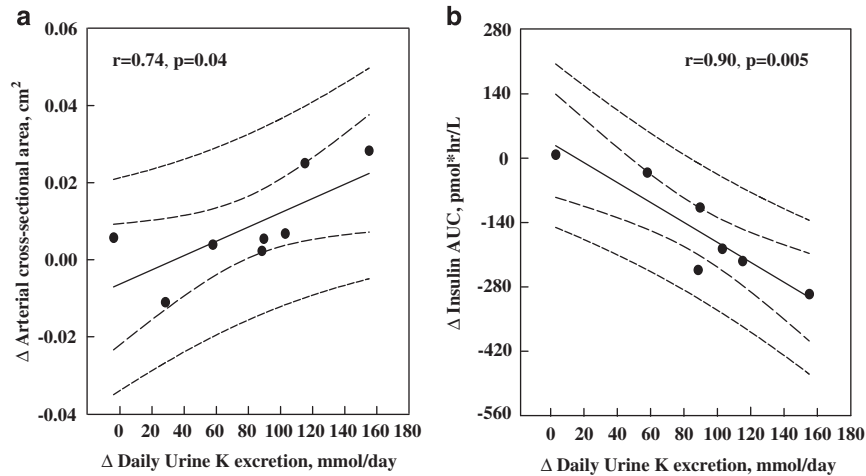 a
r=0.74, p=0.04
Δ Arterial cross-sectional area, cm²
0.06
0.04
0.02
0.00
-0.02
-0.04
0 20 40 60 80 100 120 140 160 180
Δ Daily Urine K excretion, mmol/day
b
r=0.90, p=0.005
Δ Insulin AUC, pmol*hr/L
280
140
0
-140
-280
-420
-560
0 20 40 60 80 100 120 140 160 180
Δ Daily Urine K excretion, mmol/day